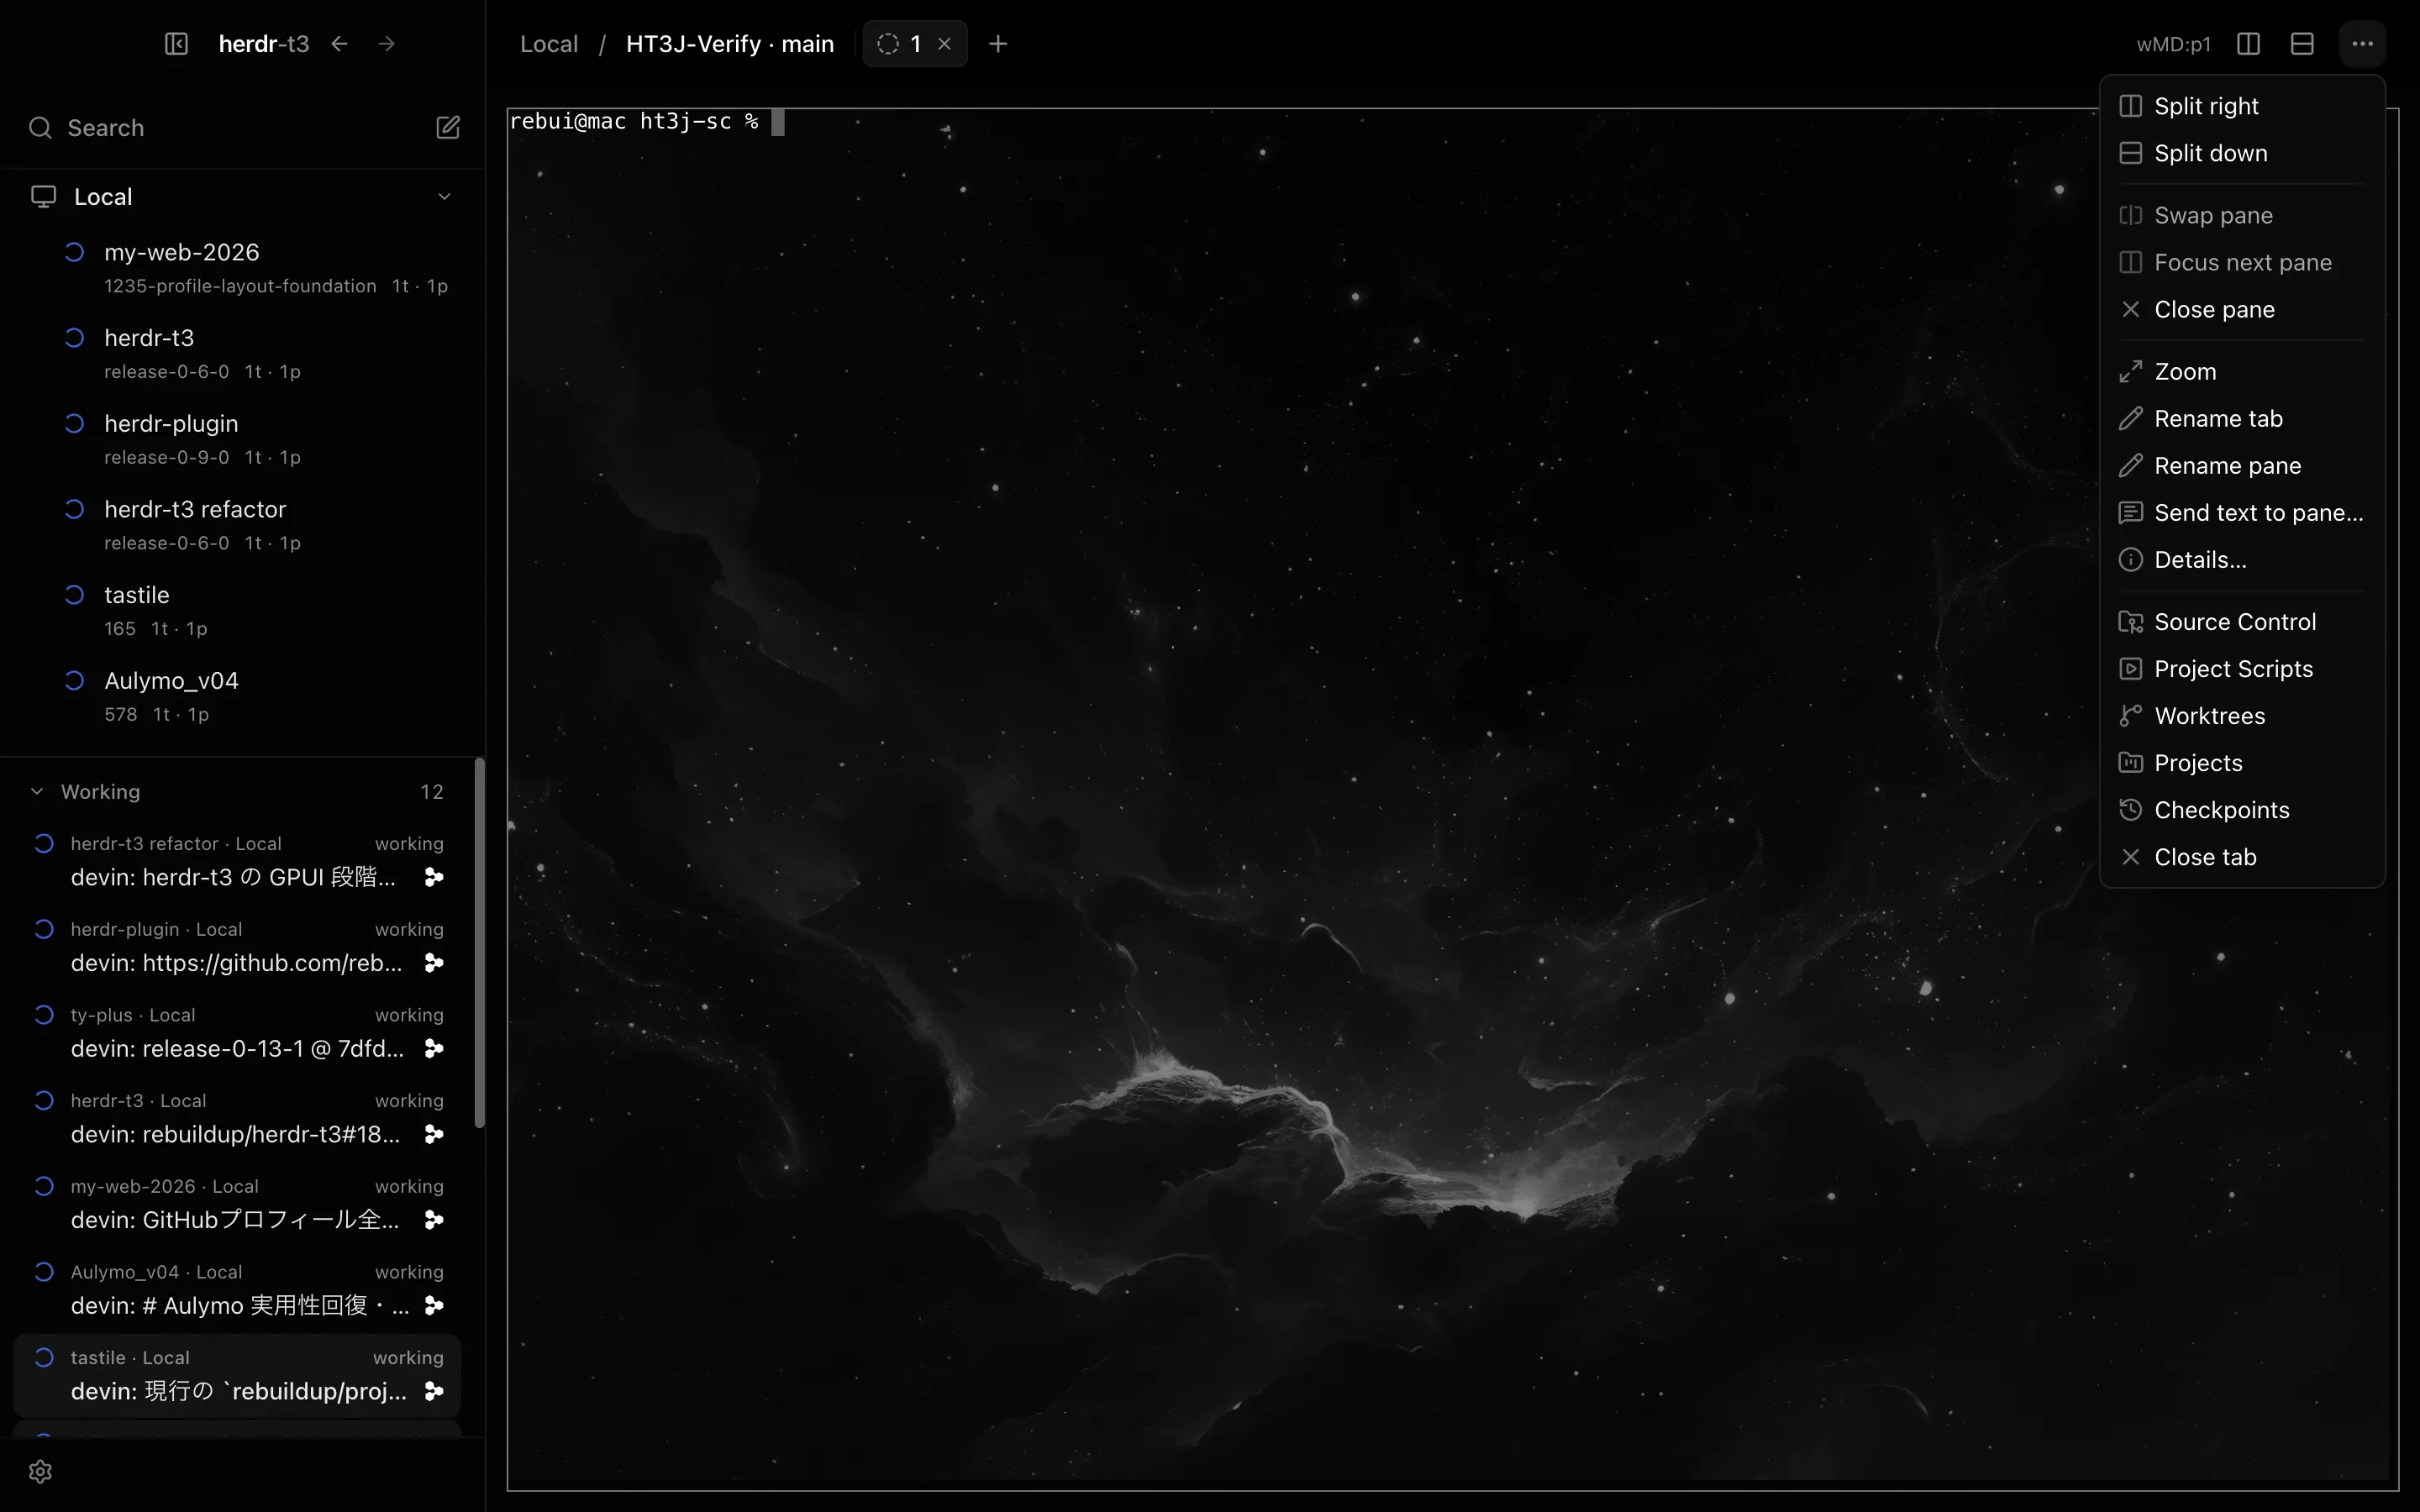 herdr-t3
Search
Local
my-web-2026
1235-profile-layout-foundation 1t · 1p
herdr-t3
release-0-6-0 1t · 1p
herdr-plugin
release-0-9-0 1t · 1p
herdr-t3 refactor
release-0-6-0 1t · 1p
tastile
165 1t · 1p
Aulymo_v04
578 1t · 1p
Working 12
herdr-t3 refactor · Local working
devin: herdr-t3 の GPUI 段階...
herdr-plugin · Local working
devin: https://github.com/reb...
ty-plus · Local working
devin: release-0-13-1 @ 7dfd...
herdr-t3 · Local working
devin: rebuildup/herdr-t3#18...
my-web-2026 · Local working
devin: GitHubプロフィール全...
Aulymo_v04 · Local working
devin: # Aulymo 実用性回復・...
tastile · Local working
devin: 現行の `rebuildup/proj...
Local / HT3J-Verify · main 1
wMD:p1
rebui@mac ht3j-sc %
Split right
Split down
Swap pane
Focus next pane
Close pane
Zoom
Rename tab
Rename pane
Send text to pane...
Details...
Source Control
Project Scripts
Worktrees
Projects
Checkpoints
Close tab